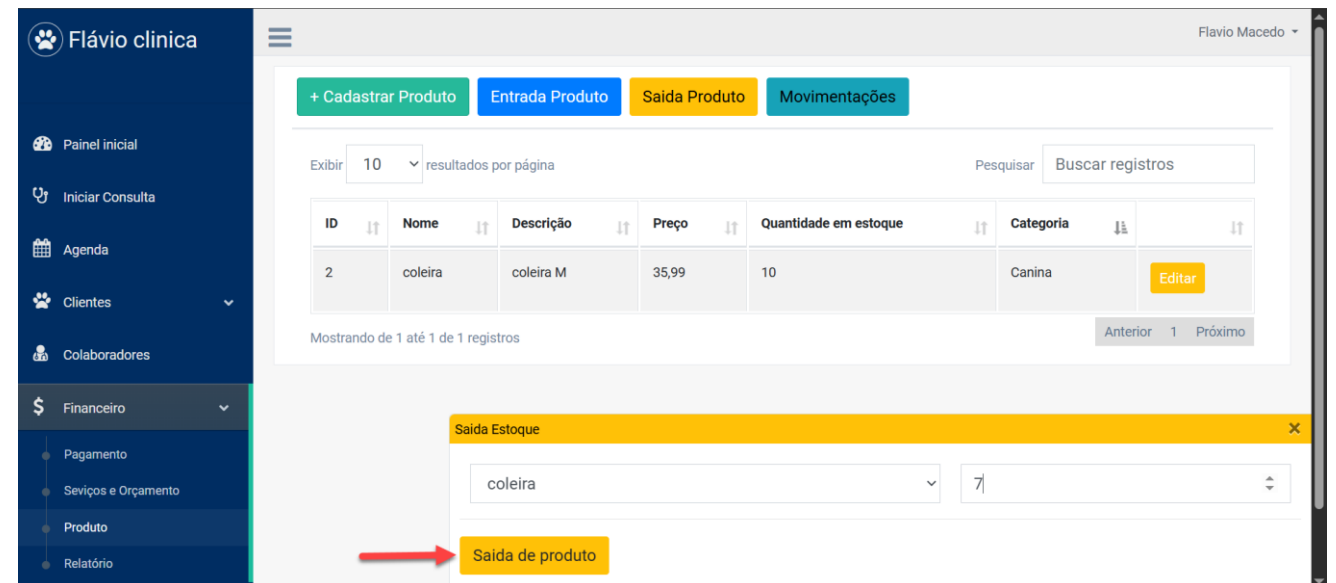 Flávio clinica
Flavio Macedo
+ Cadastrar Produto Entrada Produto Saida Produto Movimentações
Painel inicial
Iniciar Consulta
Agenda
Clientes
Colaboradores
Financeiro
Pagamento
Seviços e Orçamento
Produto
Relatório
Exibir 10 resultados por página Pesquisar Buscar registros
ID Nome Descrição Preço Quantidade em estoque Categoria
2 coleira coleira M 35,99 10 Canina Editar
Mostrando de 1 até 1 de 1 registros Anterior 1 Próximo
Saida Estoque ×
coleira 7
Saida de produto